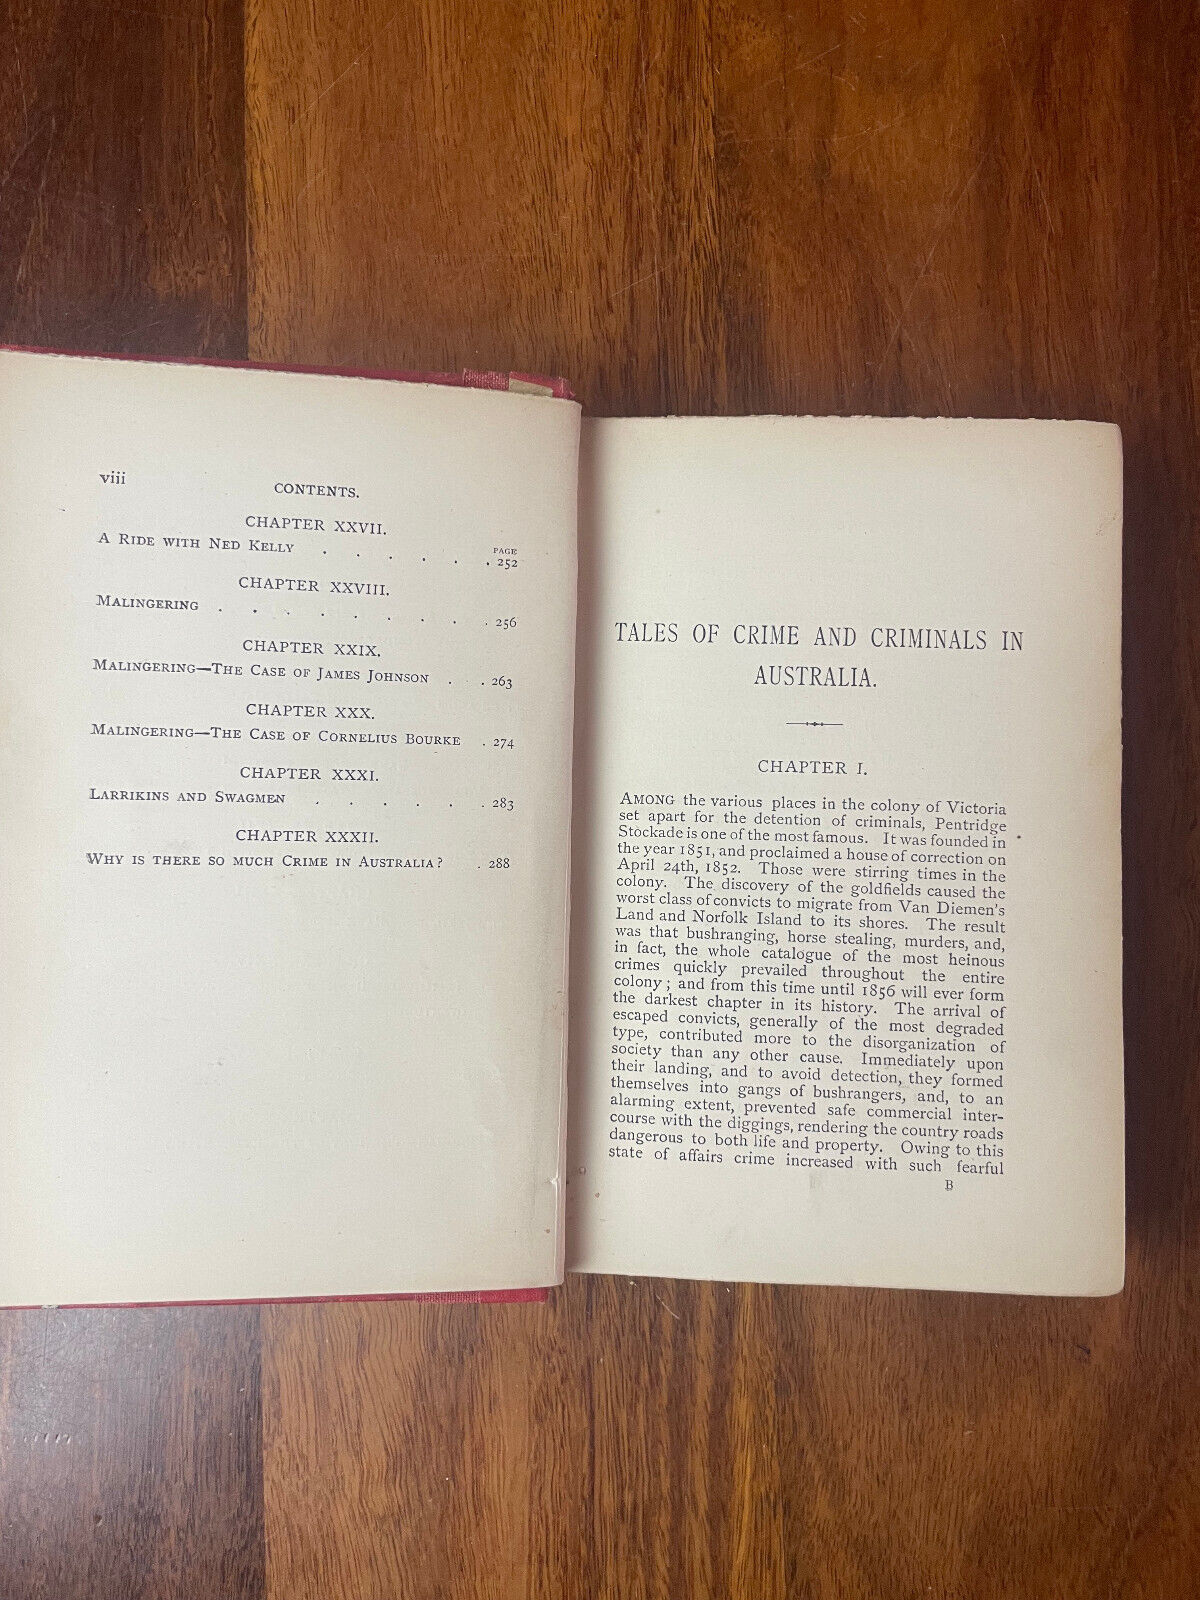 viii
CONTENTS.
CHAPTER XXVII.
PAGE
A RIDE WITH NED KELLY . . . . . . 252
CHAPTER XXVIII.
MALINGERING . . . . . . . . . 256
CHAPTER XXIX.
MALINGERING—THE CASE OF JAMES JOHNSON . . 263
CHAPTER XXX.
MALINGERING—THE CASE OF CORNELIUS BOURKE . 274
CHAPTER XXXI.
LARRIKINS AND SWAGMEN . . . . . . 283
CHAPTER XXXII.
WHY IS THERE SO MUCH CRIME IN AUSTRALIA? . 288
TALES OF CRIME AND CRIMINALS IN
AUSTRALIA.
CHAPTER I.
AMONG the various places in the colony of Victoria
set apart for the detention of criminals, Pentridge
Stockade is one of the most famous. It was founded in
the year 1851, and proclaimed a house of correction on
April 24th, 1852. Those were stirring times in the
colony. The discovery of the goldfields caused the
worst class of convicts to migrate from Van Diemen's
Land and Norfolk Island to its shores. The result
was that bushranging, horse stealing, murders, and,
in fact, the whole catalogue of the most heinous
crimes quickly prevailed throughout the entire
colony; and from this time until 1856 will ever form
the darkest chapter in its history. The arrival of
escaped convicts, generally of the most degraded
type, contributed more to the disorganization of
society than any other cause. Immediately upon
their landing, and to avoid detection, they formed
themselves into gangs of bushrangers, and, to an
alarming extent, prevented safe commercial inter-
course with the diggings, rendering the country roads
dangerous to both life and property. Owing to this
state of affairs crime increased with such fearful
B